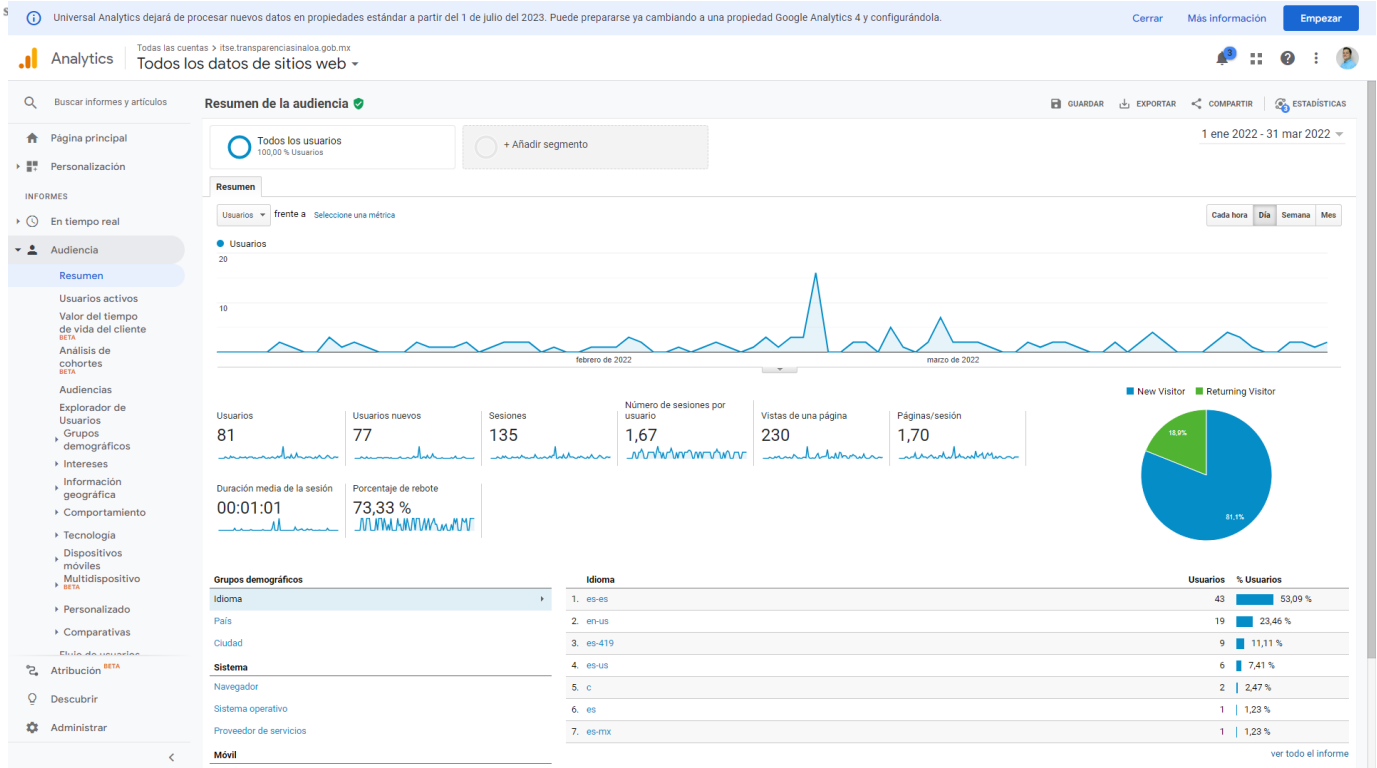 Universal Analytics dejará de procesar nuevos datos en propiedades estándar a partir del 1 de julio del 2023. Puede prepararse ya cambiando a una propiedad Google Analytics 4 y configurándola.
Cerrar
Más información
Empezar
Analytics
Todas las cuentas > itse.transparenciasinaloa.gob.mx
Todos los datos de sitios web
3
Buscar informes y artículos
Página principal
Personalización
INFORMES
En tiempo real
Audiencia
Resumen
Usuarios activos
Valor del tiempo
de vida del cliente
BETA
Análisis de
cohortes
BETA
Audiencias
Explorador de
Usuarios
Grupos
demográficos
Intereses
Información
geográfica
Comportamiento
Tecnología
Dispositivos
móviles
Multidispositivo
BETA
Personalizado
Comparativas
Flujo de usuarios
Atribución BETA
Descubrir
Administrar
Resumen de la audiencia
GUARDAR
EXPORTAR
COMPARTIR
3
ESTADÍSTICAS
Todos los usuarios
100,00 % Usuarios
+ Añadir segmento
1 ene 2022 - 31 mar 2022
Resumen
Usuarios
frente a
Seleccione una métrica
Cada hora
Día
Semana
Mes
Usuarios
20
10
febrero de 2022
marzo de 2022
Usuarios
81
Usuarios nuevos
77
Sesiones
135
Número de sesiones por
usuario
1,67
Vistas de una página
230
Páginas/sesión
1,70
Duración media de la sesión
00:01:01
Porcentaje de rebote
73,33 %
New Visitor
Returning Visitor
18,9%
81,1%
Grupos demográficos
Idioma
País
Ciudad
Sistema
Navegador
Sistema operativo
Proveedor de servicios
Móvil
Idioma Usuarios % Usuarios
1. es-es 43 53,09 %
2. en-us 19 23,46 %
3. es-419 9 11,11 %
4. es-us 6 7,41 %
5. c 2 2,47 %
6. es 1 1,23 %
7. es-mx 1 1,23 %
ver todo el informe